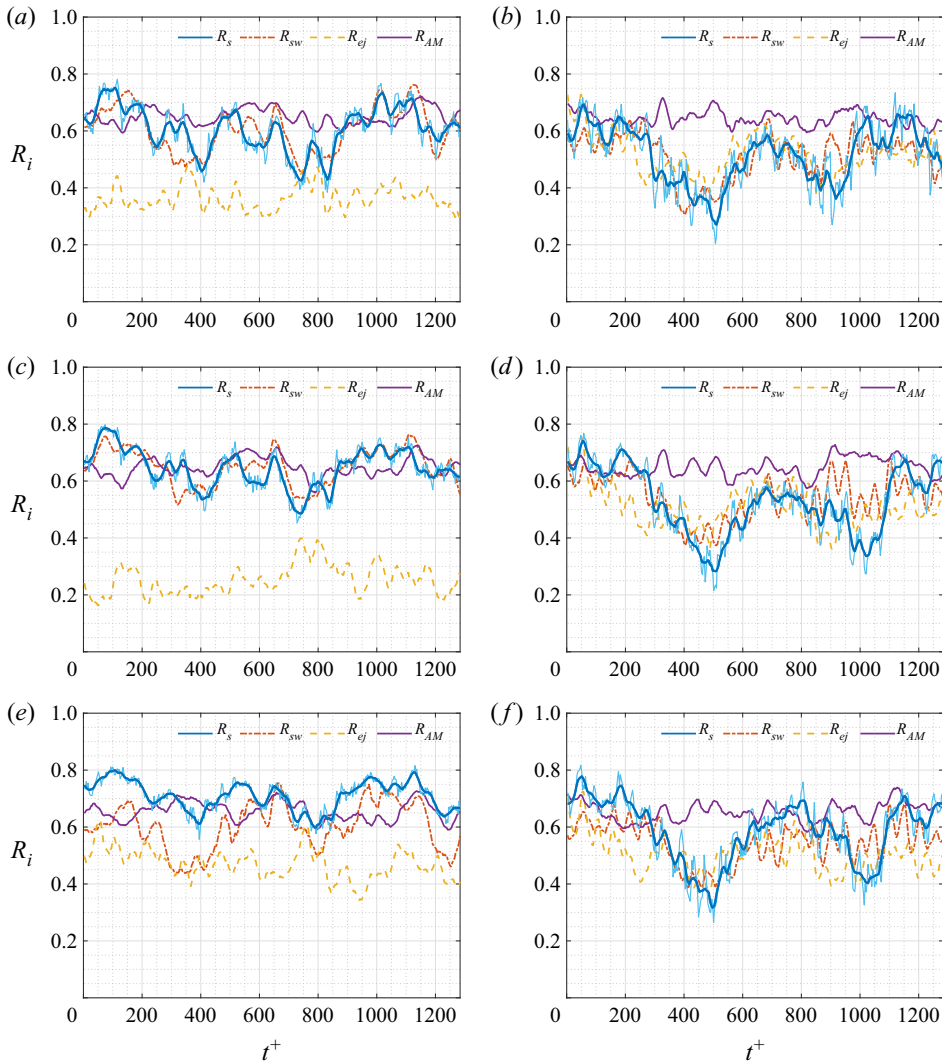 (a) 1.0 R_s R_sw R_ej R_AM (b) 1.0 R_s R_sw R_ej R_AM
0.8 0.8
0.6 0.6
R_i
0.4 0.4
0.2 0.2
0 200 400 600 800 1000 1200 0 200 400 600 800 1000 1200
(c) 1.0 R_s R_sw R_ej R_AM (d) 1.0 R_s R_sw R_ej R_AM
0.8 0.8
0.6 0.6
R_i
0.4 0.4
0.2 0.2
0 200 400 600 800 1000 1200 0 200 400 600 800 1000 1200
(e) 1.0 R_s R_sw R_ej R_AM (f) 1.0 R_s R_sw R_ej R_AM
0.8 0.8
0.6 0.6
R_i
0.4 0.4
0.2 0.2
0 200 400 600 800 1000 1200 0 200 400 600 800 1000 1200
t^+ t^+